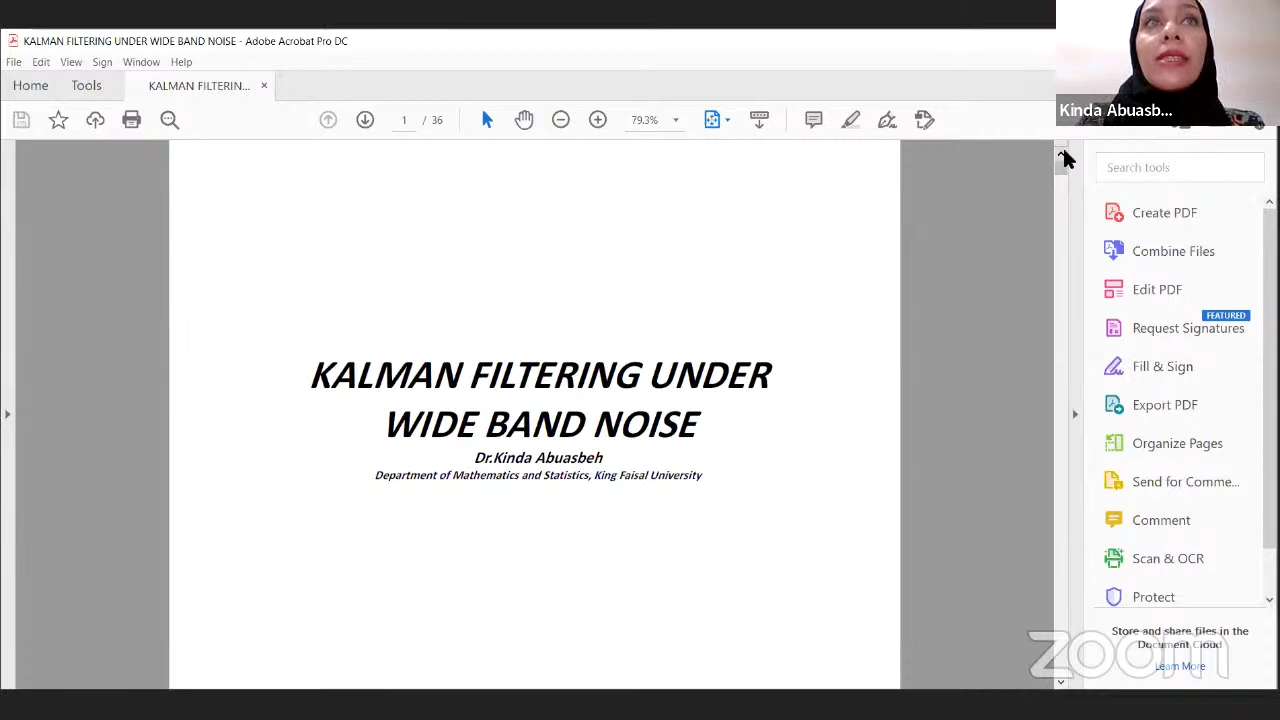 KALMAN FILTERING UNDER WIDE BAND NOISE - Adobe Acrobat Pro DC
File Edit View Sign Window Help
Home Tools KALMAN FILTERIN... ×
1 / 36 79.3%
Kinda Abuasb...
KALMAN FILTERING UNDER
WIDE BAND NOISE
Dr.Kinda Abuasbeh
Department of Mathematics and Statistics, King Faisal University
Search tools
Create PDF
Combine Files
Edit PDF
FEATURED
Request Signatures
Fill & Sign
Export PDF
Organize Pages
Send for Comme...
Comment
Scan & OCR
Protect
Store and share files in the
Document Cloud
Learn More
zoom